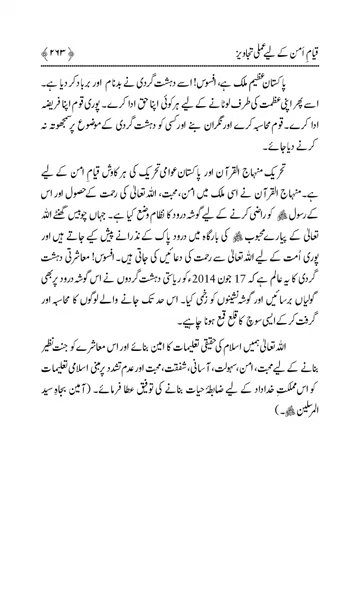 قیامِ اَمن کے لیے عملی تجاویز ﴿۲۶۳﴾
پاکستان عظیم ملک ہے، افسوس! اسے دہشت گردی نے بدنام اور برباد کر دیا ہے۔
اسے پھر اپنی عظمت کی طرف لوٹانے کے لیے ہر کوئی اپنا حق ادا کرے۔ پوری قوم اپنا فریضہ
ادا کرے۔ قوم محاسبہ کرے اور نگران بنے اور کسی کو دہشت گردی کے موضوع پر سمجھوتہ نہ
کرنے دیا جائے۔
تحریک منہاج القرآن اور پاکستان عوامی تحریک کی ہر کاوش قیامِ امن کے لیے
ہے۔ منہاج القرآن نے اسی ملک میں امن، محبت، اللہ تعالیٰ کی رحمت کے حصول اور اس
کے رسول ﷺ کو راضی کرنے کے لیے گوشہ درود کا نظام وضع کیا ہے۔ جہاں چوبیس گھنٹے اللہ
تعالیٰ کے پیارے محبوب ﷺ کی بارگاہ میں درود پاک کے نذرانے پیش کیے جاتے ہیں اور
پوری اُمت کے لیے اللہ تعالیٰ سے رحمت کی دعائیں کی جاتی ہیں۔ افسوس! معاشرتی دہشت
گردی کا یہ عالم ہے کہ 17 جون 2014ء کو ریاستی دہشت گردوں نے اس گوشہ درود پر بھی
گولیاں برسائیں اور گوشہ نشینوں کو زخمی کیا۔ اس حد تک جانے والے لوگوں کا محاسبہ اور
گرفت کر کے ایسی سوچ کا قلع قمع ہونا چاہیے۔
اللہ تعالیٰ ہمیں اسلام کی حقیقی تعلیمات کا امین بنائے اور اس معاشرے کو جنت نظیر
بنانے کے لیے محبت، امن، سہولت، آسانی، شفقت، محبت اور عدم تشدد پر مبنی اسلامی تعلیمات
کو اس مملکتِ خداداد کے لیے ضابطۂ حیات بنانے کی توفیق عطا فرمائے۔ (آمین بجاہِ سید
المرسلین ﷺ۔)